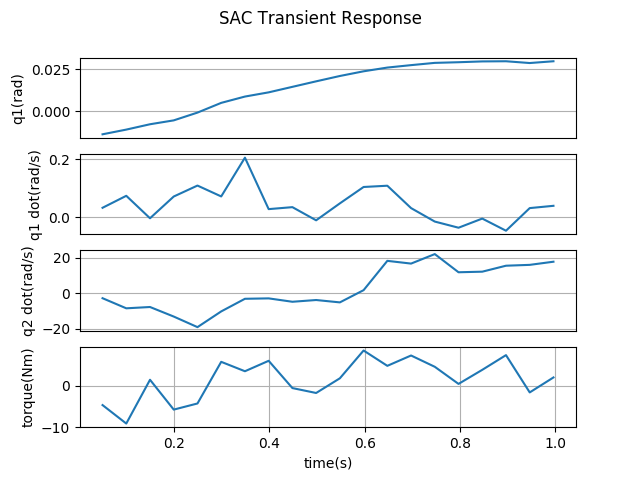 SAC Transient Response
q1(rad)
0.025
0.000
q1 dot(rad/s)
0.2
0.0
q2 dot(rad/s)
20
0
−20
torque(Nm)
0
−10
0.2 0.4 0.6 0.8 1.0
time(s)